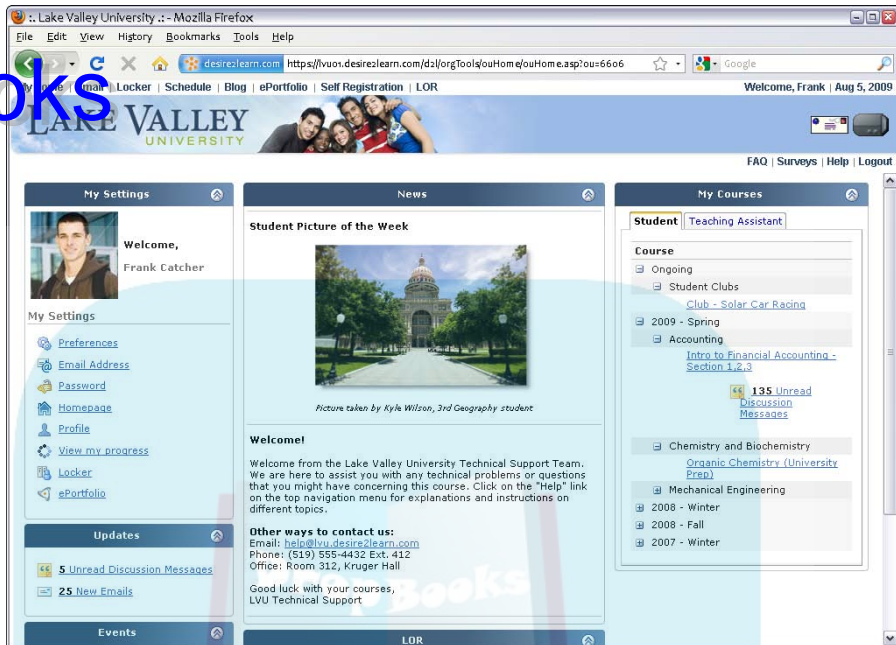 :. Lake Valley University .: - Mozilla Firefox
File Edit View History Bookmarks Tools Help
desire2learn.com https://lvu01.desire2learn.com/d2l/orgTools/ouHome/ouHome.asp?ou=6606 Google
oks
Locker | Schedule | Blog | ePortfolio | Self Registration | LOR Welcome, Frank | Aug 5, 2009
LAKE VALLEY
UNIVERSITY
FAQ | Surveys | Help | Logout
My Settings
Welcome,
Frank Catcher
My Settings
Preferences
Email Address
Password
Homepage
Profile
View my progress
Locker
ePortfolio
Updates
5 Unread Discussion Messages
25 New Emails
Events
News
Student Picture of the Week
Picture taken by Kyle Wilson, 3rd Geography student
Welcome!
Welcome from the Lake Valley University Technical Support Team.
We are here to assist you with any technical problems or questions
that you might have concerning this course. Click on the "Help" link
on the top navigation menu for explanations and instructions on
different topics.
Other ways to contact us:
Email: help@lvu.desire2learn.com
Phone: (519) 555-4432 Ext. 412
Office: Room 312, Kruger Hall
Good luck with your courses,
LVU Technical Support
DropBooks
LOR
My Courses
Student Teaching Assistant
Course
Ongoing
Student Clubs
Club - Solar Car Racing
2009 - Spring
Accounting
Intro to Financial Accounting -
Section 1,2,3
135 Unread
Discussion
Messages
Chemistry and Biochemistry
Organic Chemistry (University
Prep)
Mechanical Engineering
2008 - Winter
2008 - Fall
2007 - Winter